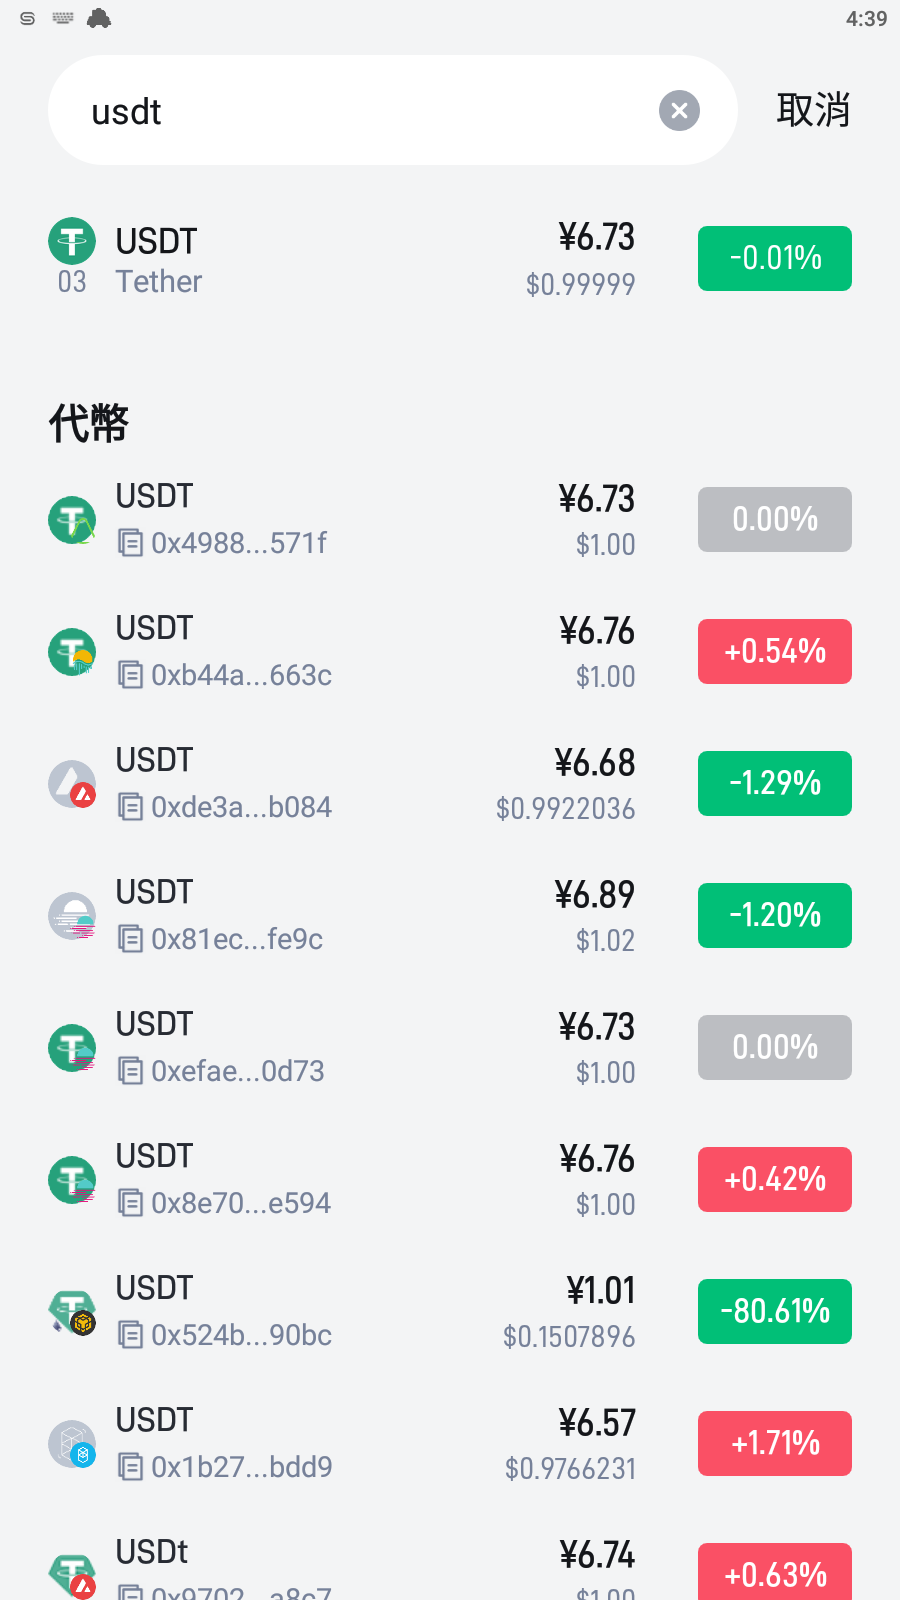 4:39
usdt
取消
USDT ¥6.73 -0.01%
03 Tether $0.99999
代幣
USDT ¥6.73 0.00%
0x4988...571f $1.00
USDT ¥6.76 +0.54%
0xb44a...663c $1.00
USDT ¥6.68 -1.29%
0xde3a...b084 $0.9922036
USDT ¥6.89 -1.20%
0x81ec...fe9c $1.02
USDT ¥6.73 0.00%
0xefae...0d73 $1.00
USDT ¥6.76 +0.42%
0x8e70...e594 $1.00
USDT ¥1.01 -80.61%
0x524b...90bc $0.1507896
USDT ¥6.57 +1.71%
0x1b27...bdd9 $0.9766231
USDt ¥6.74 +0.63%
0x9702...a8c7 $1.00